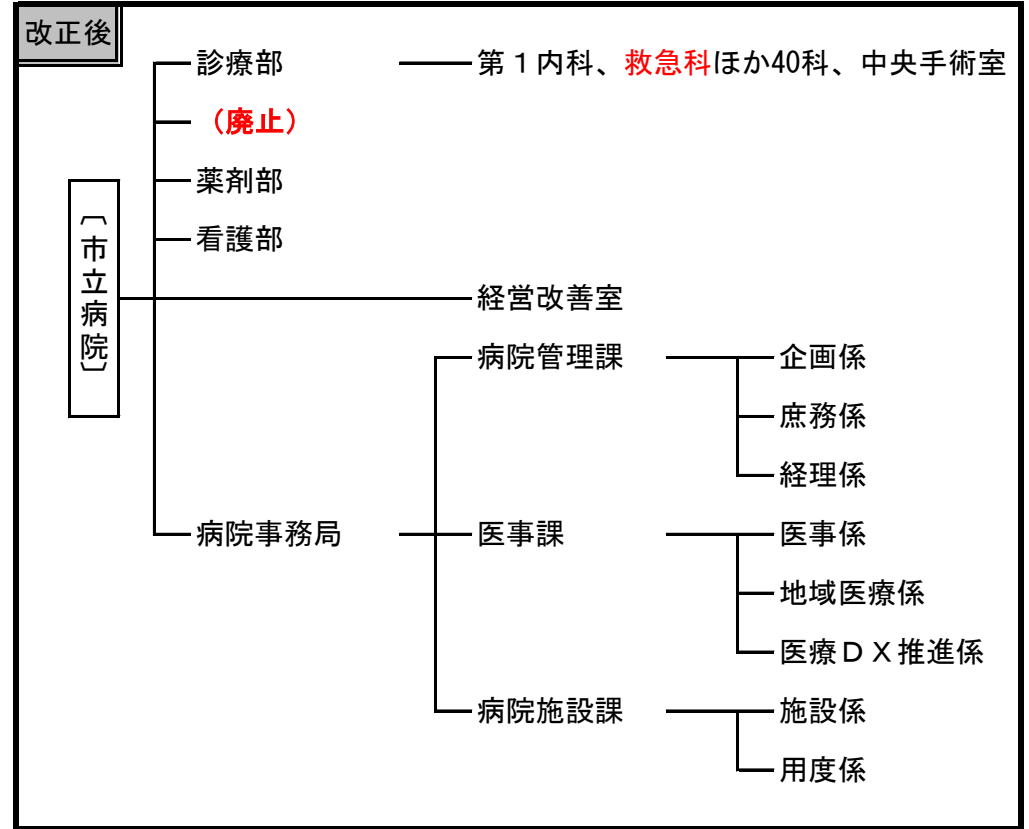 改正後
診療部 第1内科、救急科ほか40科、中央手術室
（廃止）
薬剤部
看護部
〔市立病院〕
経営改善室
病院管理課 企画係
庶務係
経理係
病院事務局 医事課 医事係
地域医療係
医療ＤＸ推進係
病院施設課 施設係
用度係